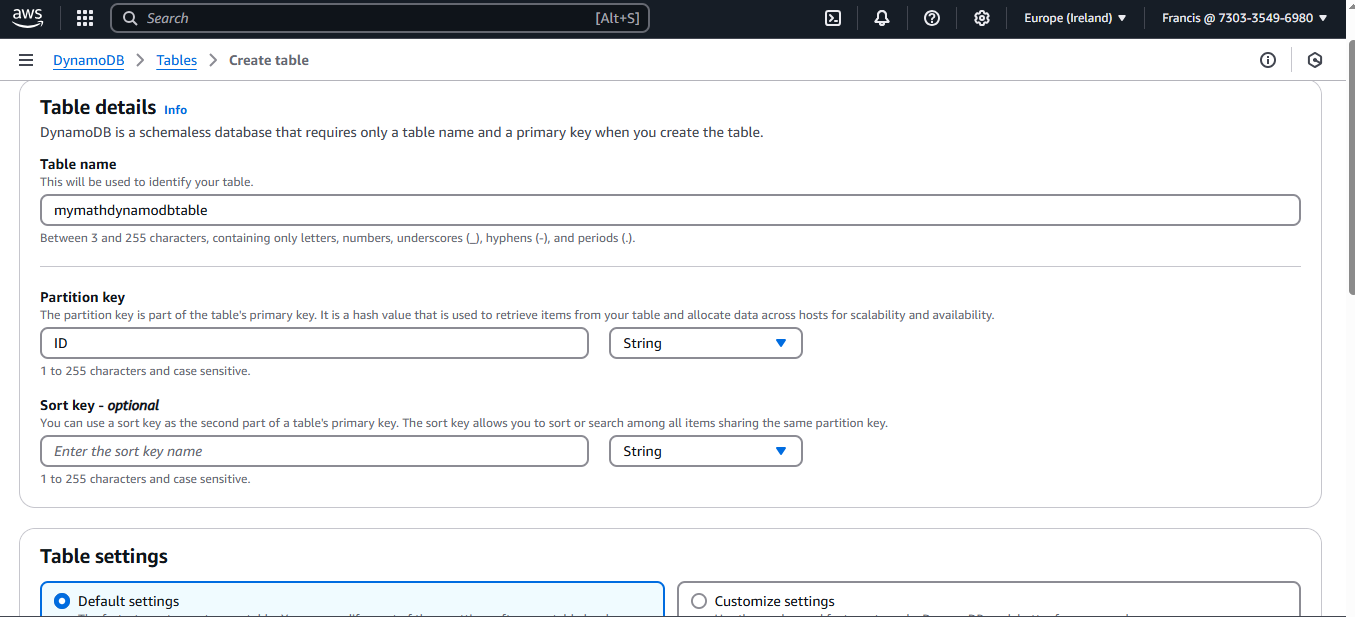 aws Search [Alt+S] Europe (Ireland) Francis @ 7303-3549-6980
DynamoDB Tables Create table
Table details Info
DynamoDB is a schemaless database that requires only a table name and a primary key when you create the table.
Table name
This will be used to identify your table.
mymathdynamodbtable
Between 3 and 255 characters, containing only letters, numbers, underscores (_), hyphens (-), and periods (.).
Partition key
The partition key is part of the table's primary key. It is a hash value that is used to retrieve items from your table and allocate data across hosts for scalability and availability.
ID String
1 to 255 characters and case sensitive.
Sort key - optional
You can use a sort key as the second part of a table's primary key. The sort key allows you to sort or search among all items sharing the same partition key.
Enter the sort key name String
1 to 255 characters and case sensitive.
Table settings
Default settings Customize settings